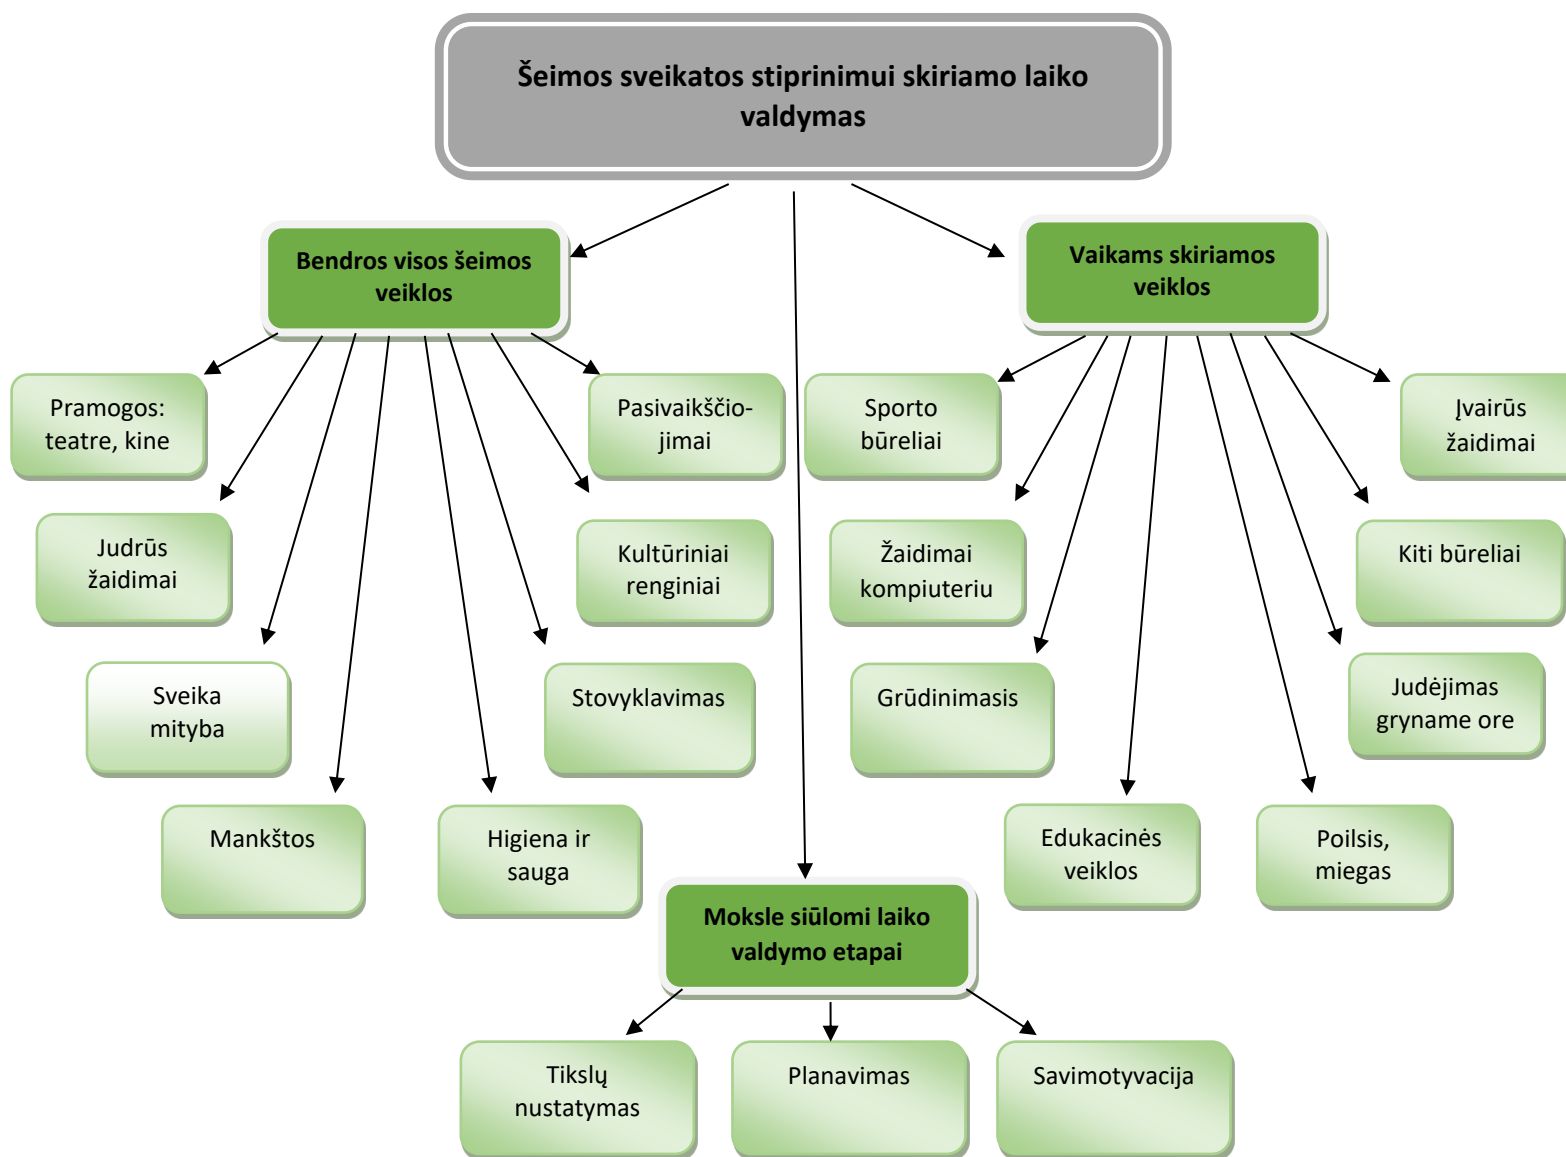 Šeimos sveikatos stiprinimui skiriamo laiko
valdymas
Bendros visos šeimos
veiklos
Vaikams skiriamos
veiklos
Pramogos:
teatre, kine
Pasivaikščio-
jimai
Sporto
būreliai
Įvairūs
žaidimai
Judrūs
žaidimai
Kultūriniai
renginiai
Žaidimai
kompiuteriu
Kiti būreliai
Sveika
mityba
Stovyklavimas
Grūdinimasis
Judėjimas
gryname ore
Mankštos
Higiena ir
sauga
Edukacinės
veiklos
Poilsis,
miegas
Moksle siūlomi laiko
valdymo etapai
Tikslų
nustatymas
Planavimas
Savimotyvacija